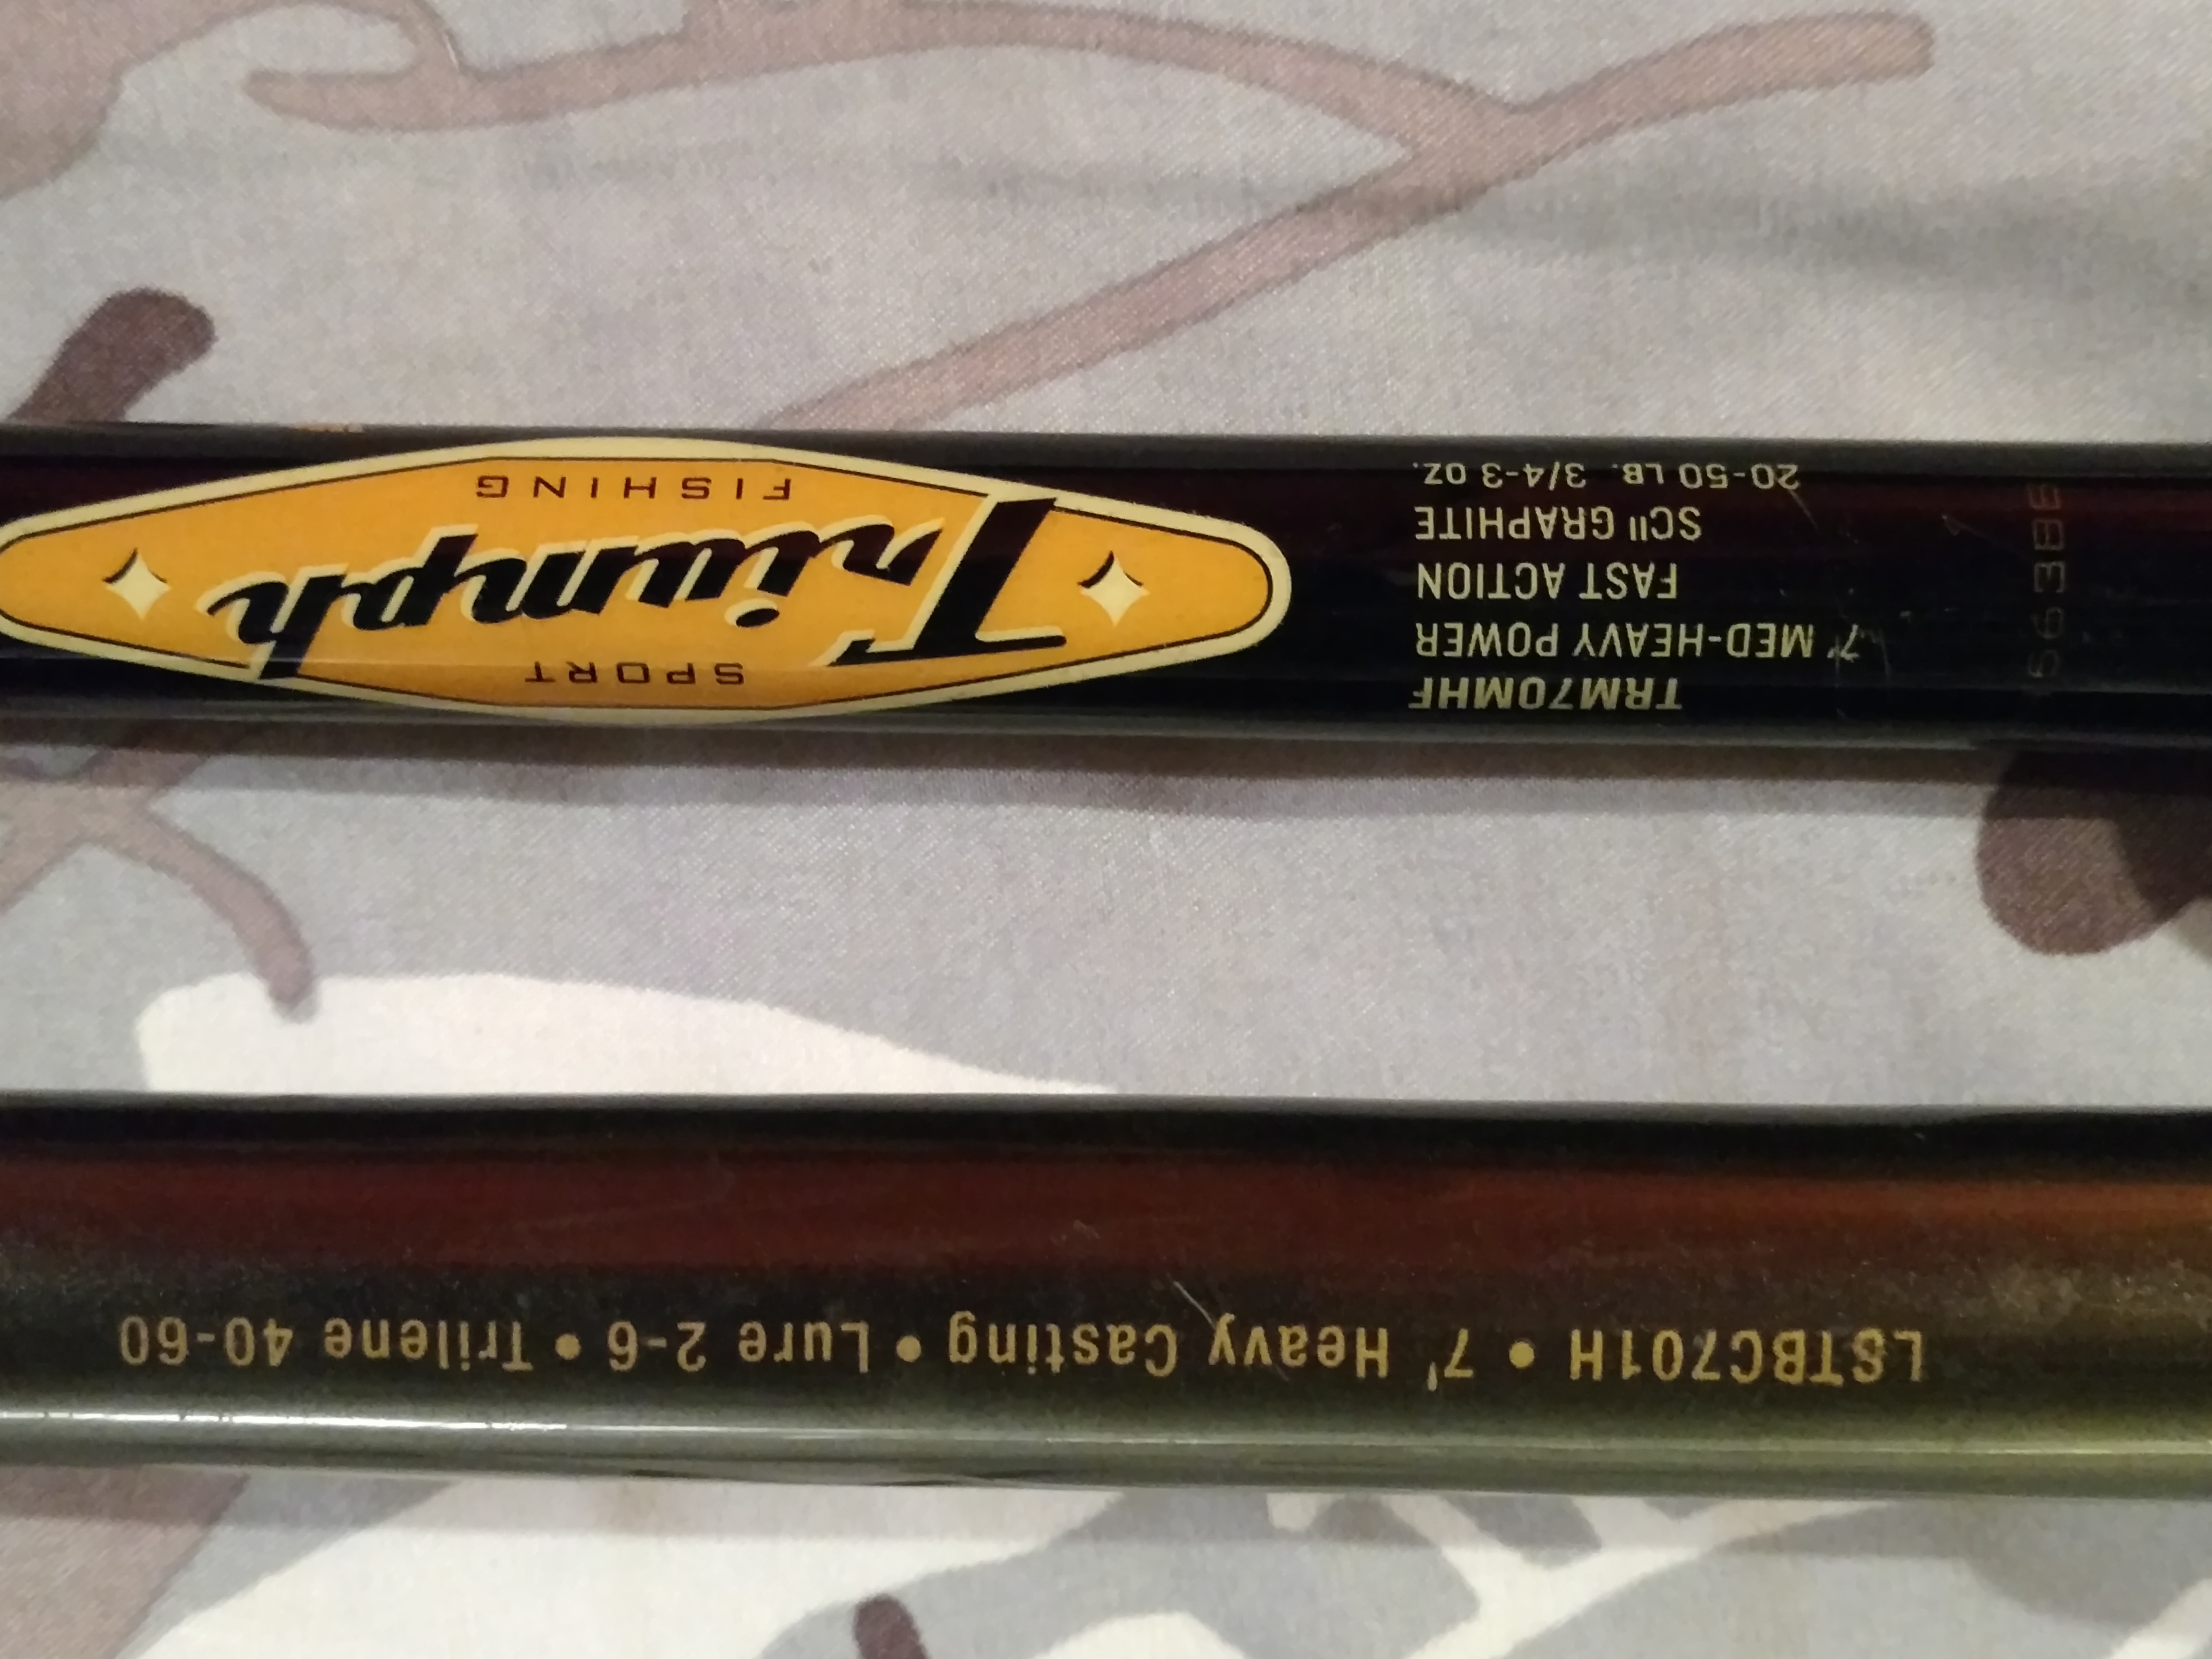 LSTBC701H • 7' Heavy Casting • Lure 2-6 • Trilene 40-60
TRM70MHF
7' MED-HEAVY POWER
FAST ACTION
SCII GRAPHITE
20-50 LB. 3/4-3 OZ.
SPORT
Triumph
FISHING